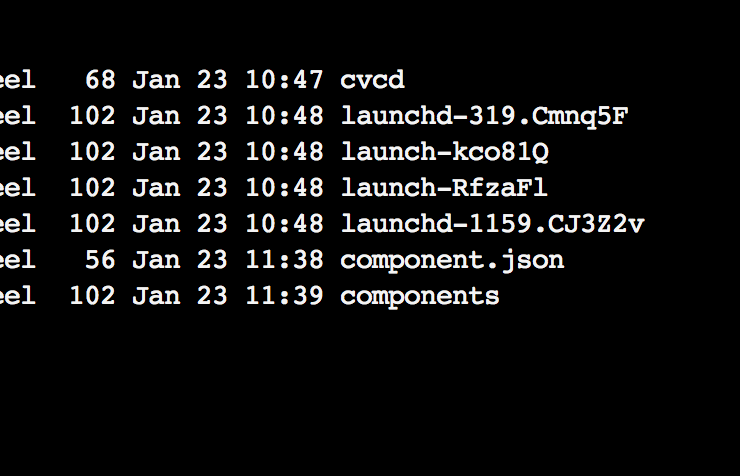 eel 68 Jan 23 10:47 cvcd
eel 102 Jan 23 10:48 launchd-319.Cmnq5F
eel 102 Jan 23 10:48 launch-kco81Q
eel 102 Jan 23 10:48 launch-RfzaFl
eel 102 Jan 23 10:48 launchd-1159.CJ3Z2v
eel 56 Jan 23 11:38 component.json
eel 102 Jan 23 11:39 components